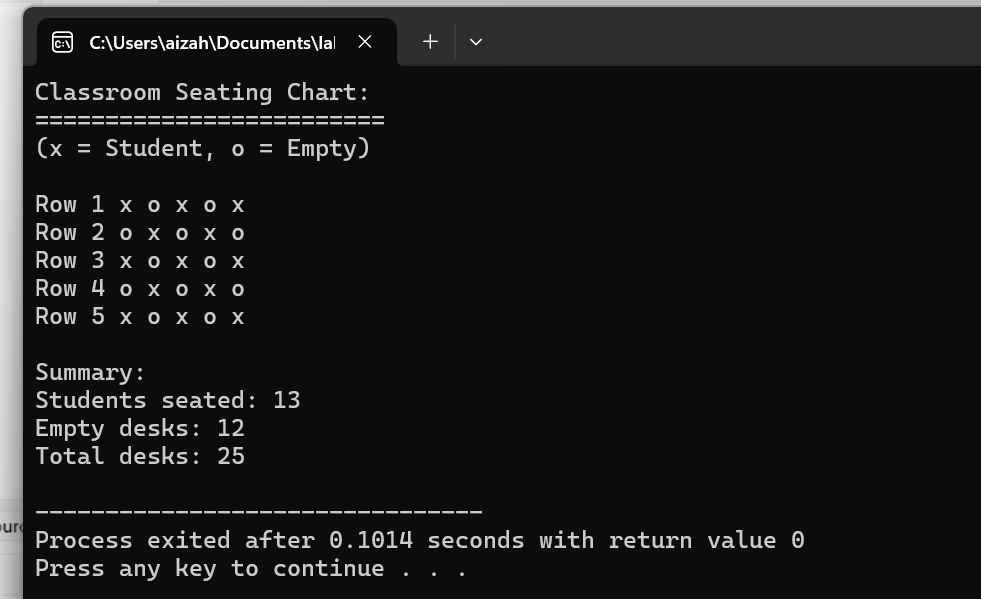 C:\Users\aizah\Documents\la
Classroom Seating Chart:
=========================
(x = Student, o = Empty)
Row 1 x o x o x
Row 2 o x o x o
Row 3 x o x o x
Row 4 o x o x o
Row 5 x o x o x
Summary:
Students seated: 13
Empty desks: 12
Total desks: 25
--------------------------------
Process exited after 0.1014 seconds with return value 0
Press any key to continue . . .